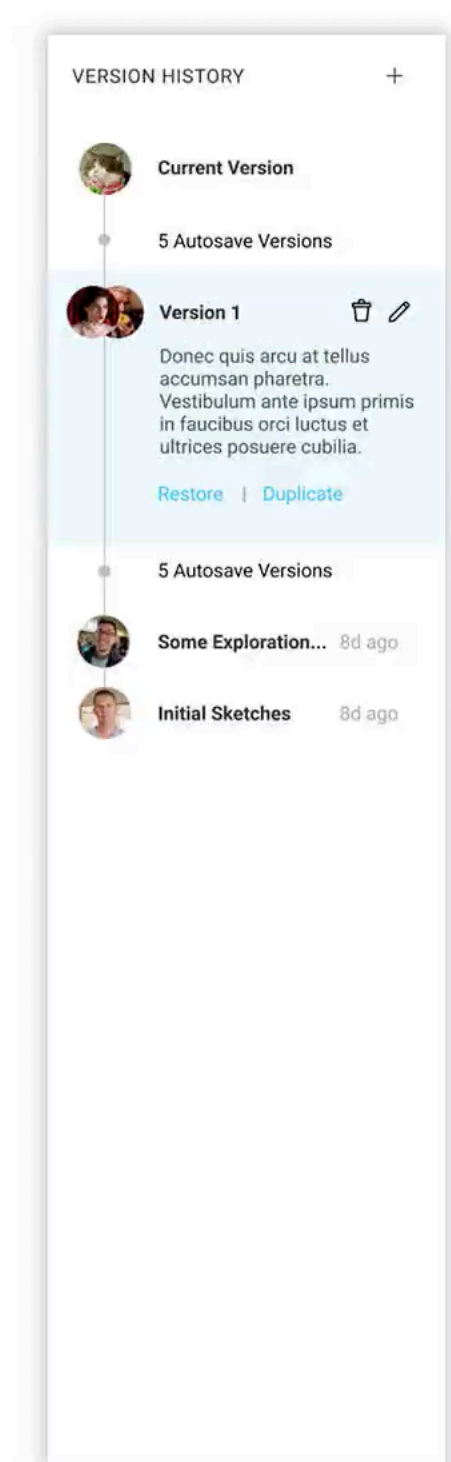 VERSION HISTORY +
Current Version
5 Autosave Versions
Version 1
Donec quis arcu at tellus
accumsan pharetra.
Vestibulum ante ipsum primis
in faucibus orci luctus et
ultrices posuere cubilia.
Restore | Duplicate
5 Autosave Versions
Some Exploration... 8d ago
Initial Sketches 8d ago